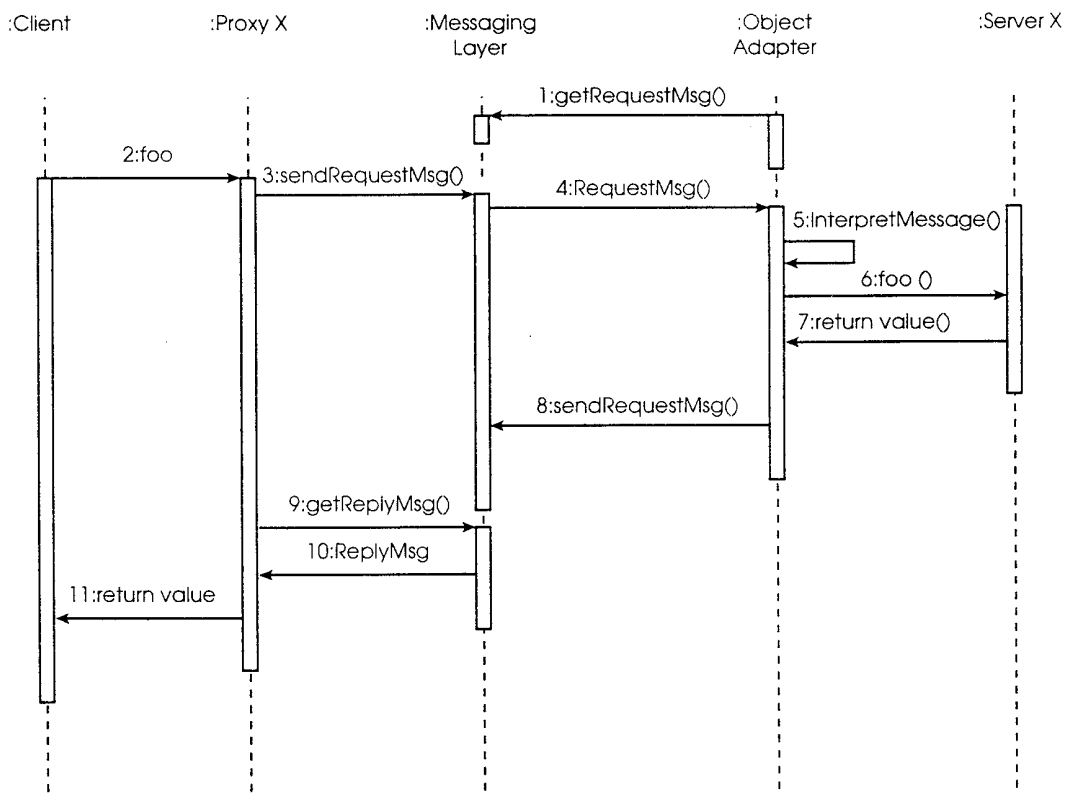 :Client
:Proxy X
:Messaging
Layer
:Object
Adapter
:Server X
1:getRequestMsg()
2:foo
3:sendRequestMsg()
4:RequestMsg()
5:InterpretMessage()
6:foo ()
7:return value()
8:sendRequestMsg()
9:getReplyMsg()
10:ReplyMsg
11:return value